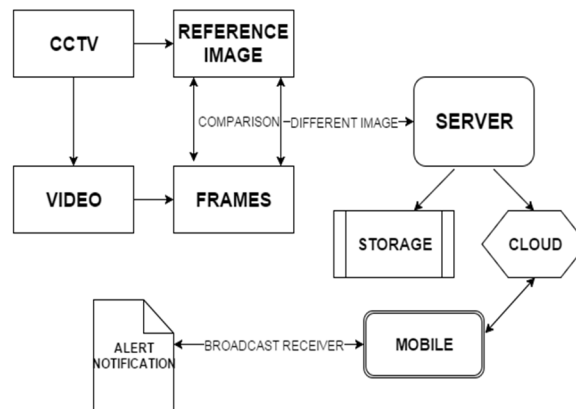 CCTV
REFERENCE
IMAGE
COMPARISON
DIFFERENT IMAGE
SERVER
VIDEO
FRAMES
STORAGE
CLOUD
ALERT
NOTIFICATION
BROADCAST RECEIVER
MOBILE